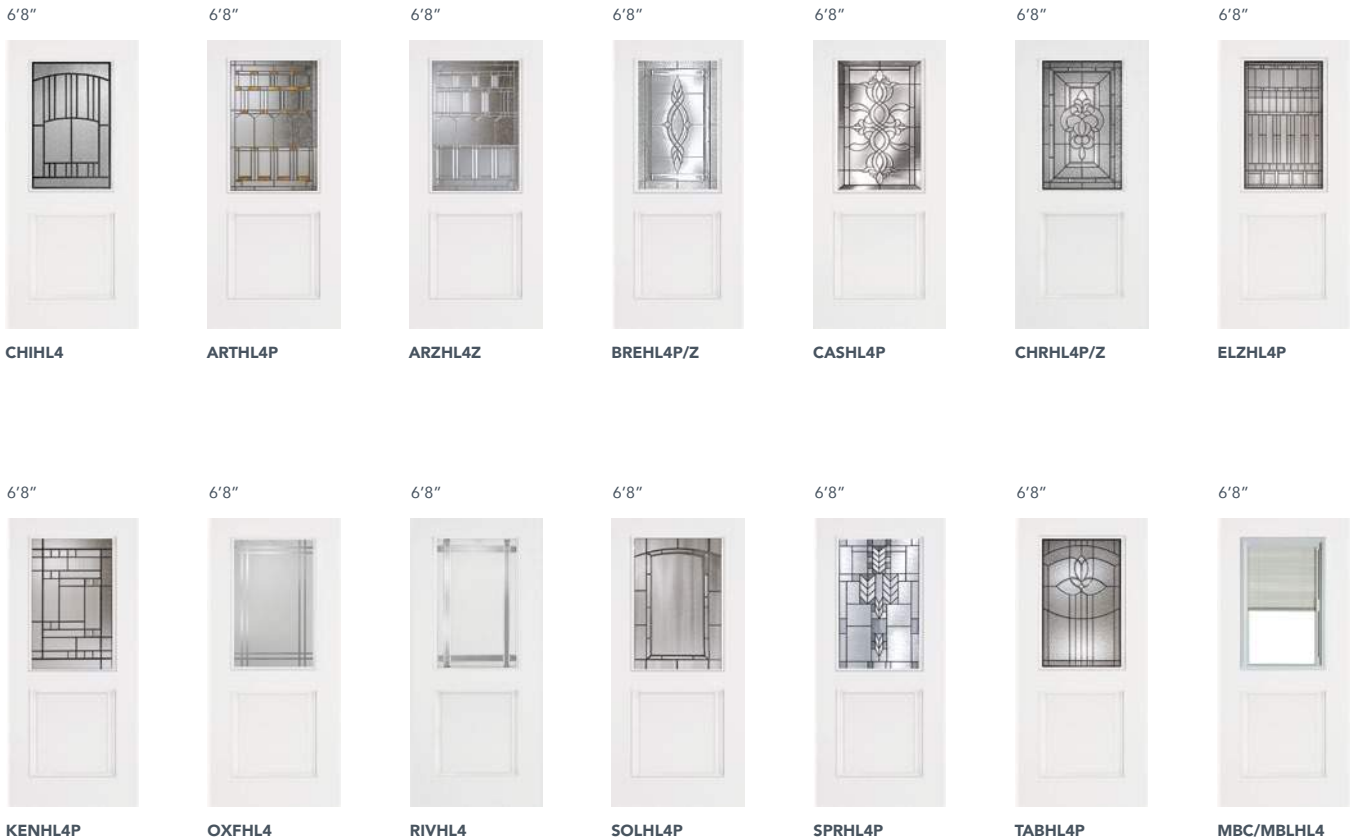 6'8" 6'8" 6'8" 6'8" 6'8" 6'8" 6'8"
CHIHL4 ARTHL4P ARZHL4Z BREHL4P/Z CASHL4P CHRHL4P/Z ELZHL4P
6'8" 6'8" 6'8" 6'8" 6'8" 6'8" 6'8"
KENHL4P OXFHL4 RIVHL4 SOLHL4P SPRHL4P TABHL4P MBC/MBLHL4